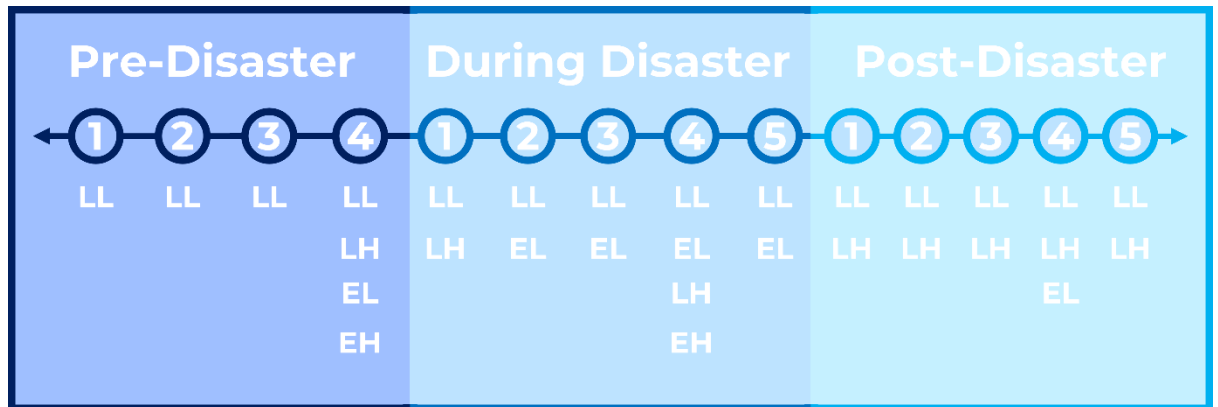 Pre-Disaster During Disaster Post-Disaster
1 2 3 4 1 2 3 4 5 1 2 3 4 5
LL LL LL LL LL LL LL LL LL LL LL LL LL LL
LH LH EL EL EL EL LH LH LH LH LH
EL LH EL
EH EH